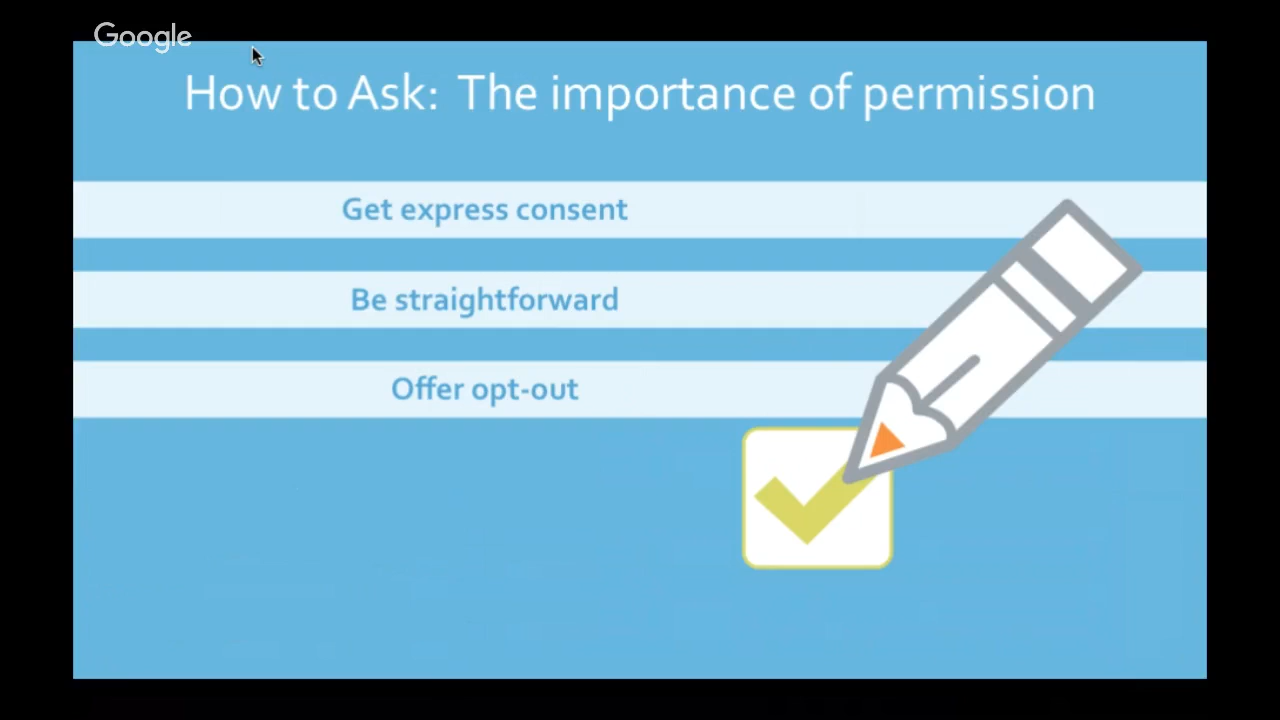 Google
How to Ask:  The importance of permission
Get express consent
Be straightforward
Offer opt-out